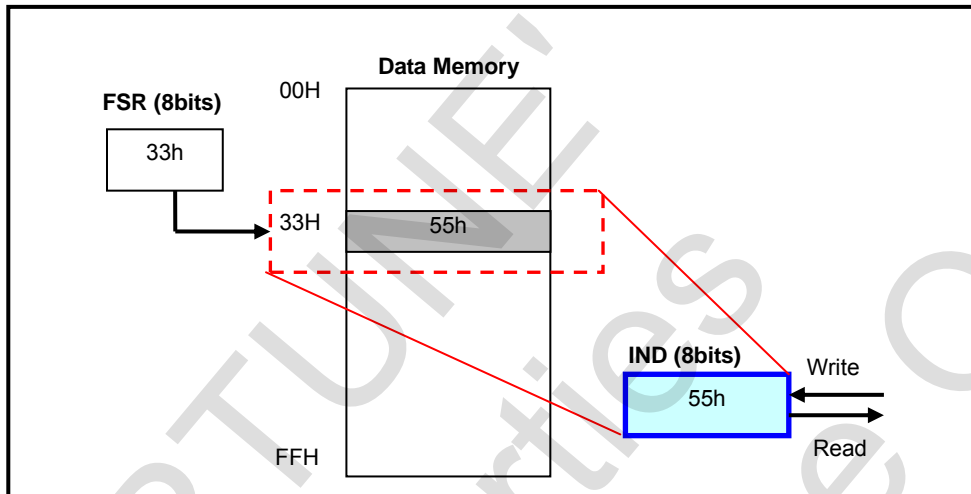 Data Memory
00H
FSR (8bits)
33h
33H
55h
IND (8bits)
Write
55h
Read
FFH